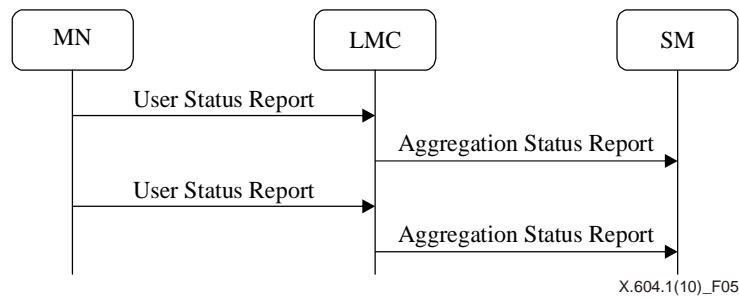 MN LMC SM
User Status Report
Aggregation Status Report
User Status Report
Aggregation Status Report
X.604.1(10)_F05